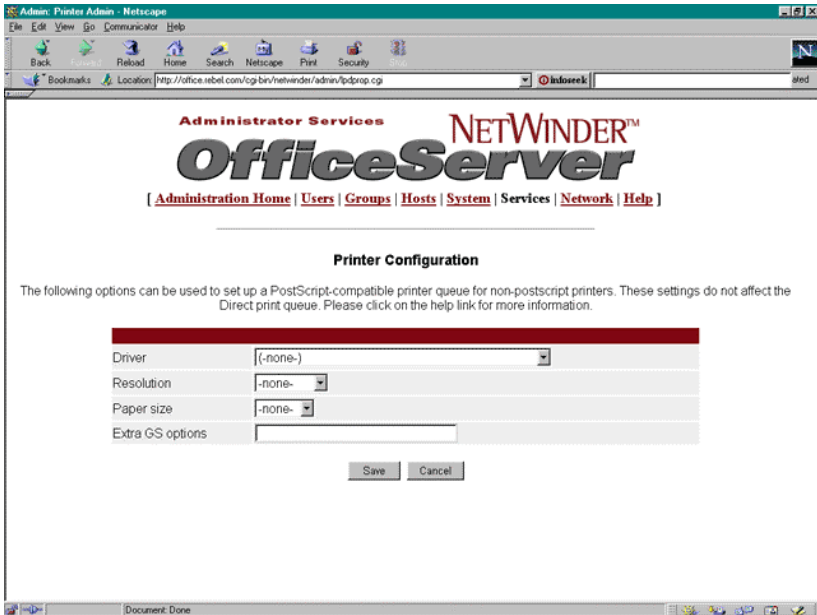 Admin: Printer Admin - Netscape
File Edit View Go Communicator Help
Back Forward Reload Home Search Netscape Print Security Stop
Bookmarks Location: http://office.rebel.com/cgi-bin/netwinder/admin/lpdprop.cgi infoseek
N
Administrator Services NETWINDER™
OfficeServer
[ Administration Home | Users | Groups | Hosts | System | Services | Network | Help ]
Printer Configuration
The following options can be used to set up a PostScript-compatible printer queue for non-postscript printers. These settings do not affect the
Direct print queue. Please click on the help link for more information.
Driver (-none-)
Resolution -none-
Paper size -none-
Extra GS options
Save Cancel
Document: Done